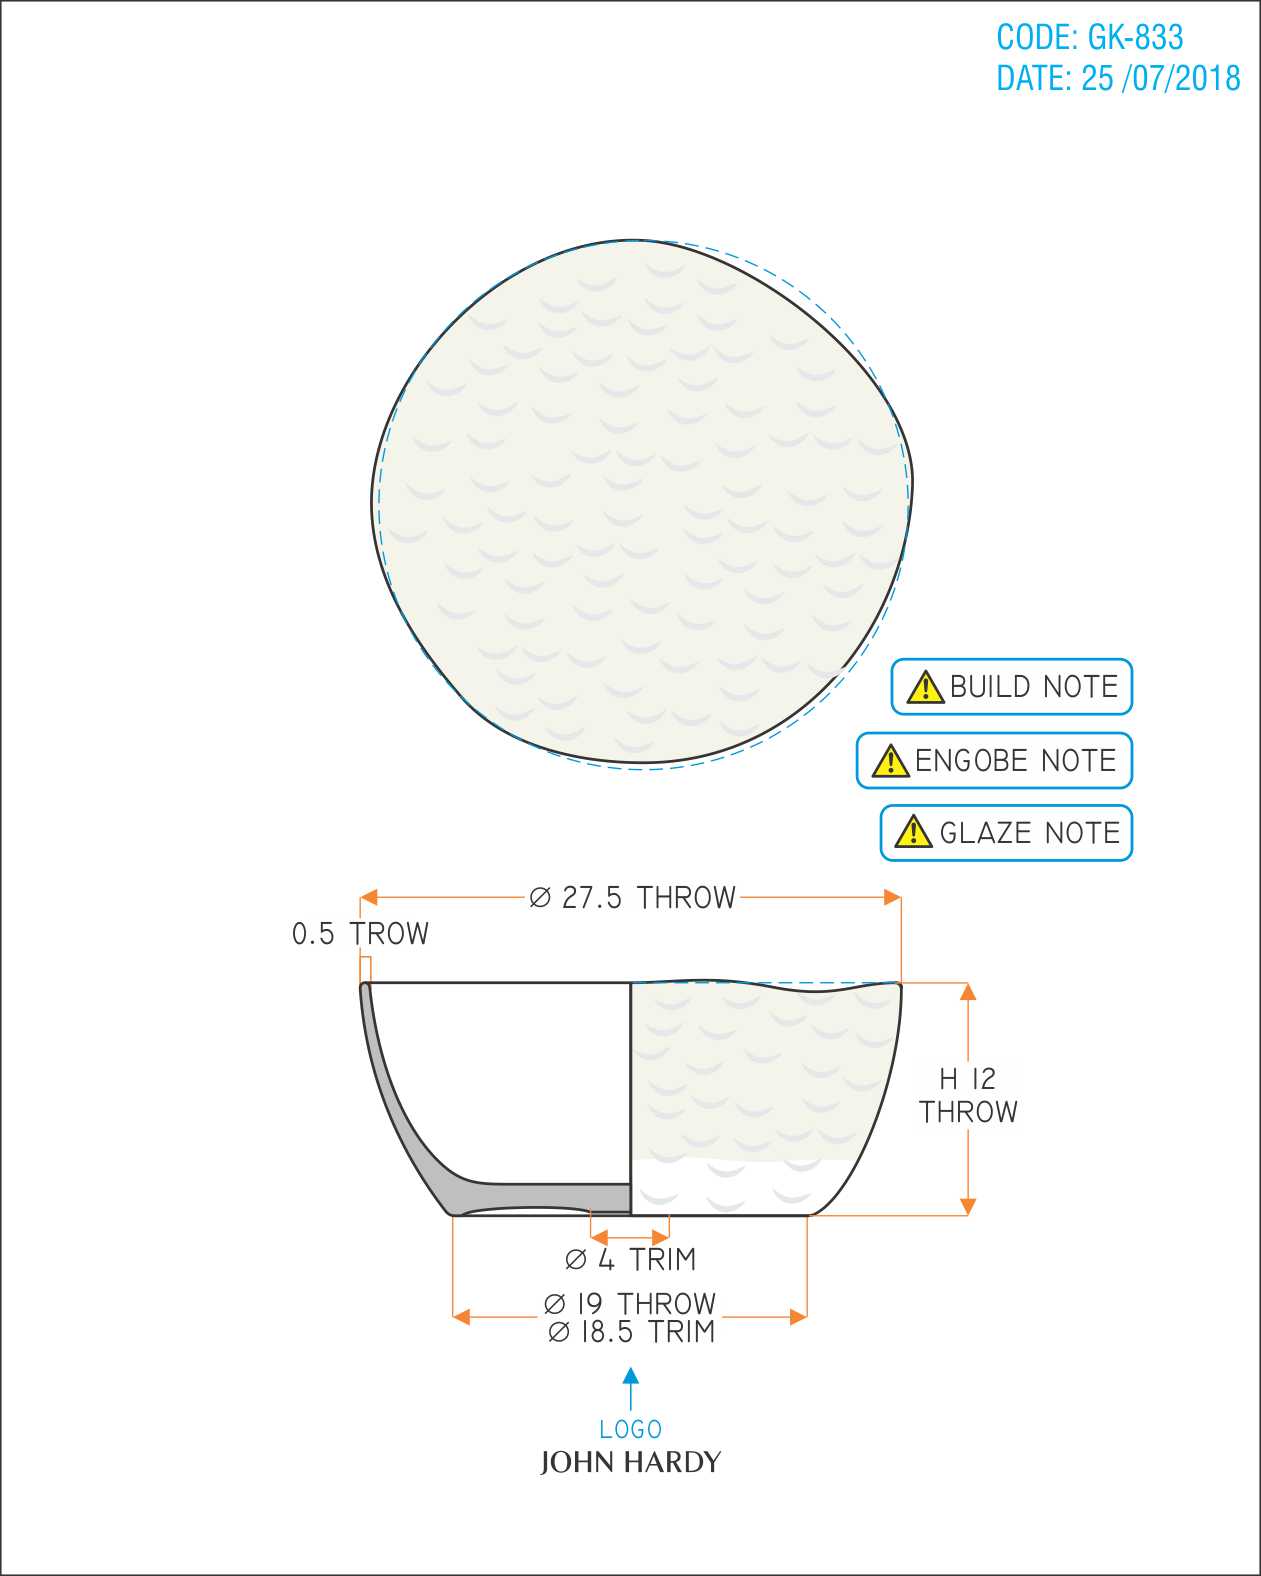 CODE: GK-833
DATE: 25 /07/2018
BUILD NOTE
ENGOBE NOTE
GLAZE NOTE
Ø 27.5 THROW
0.5 TROW
H 12
THROW
Ø 4 TRIM
Ø 19 THROW
Ø 18.5 TRIM
LOGO
JOHN HARDY